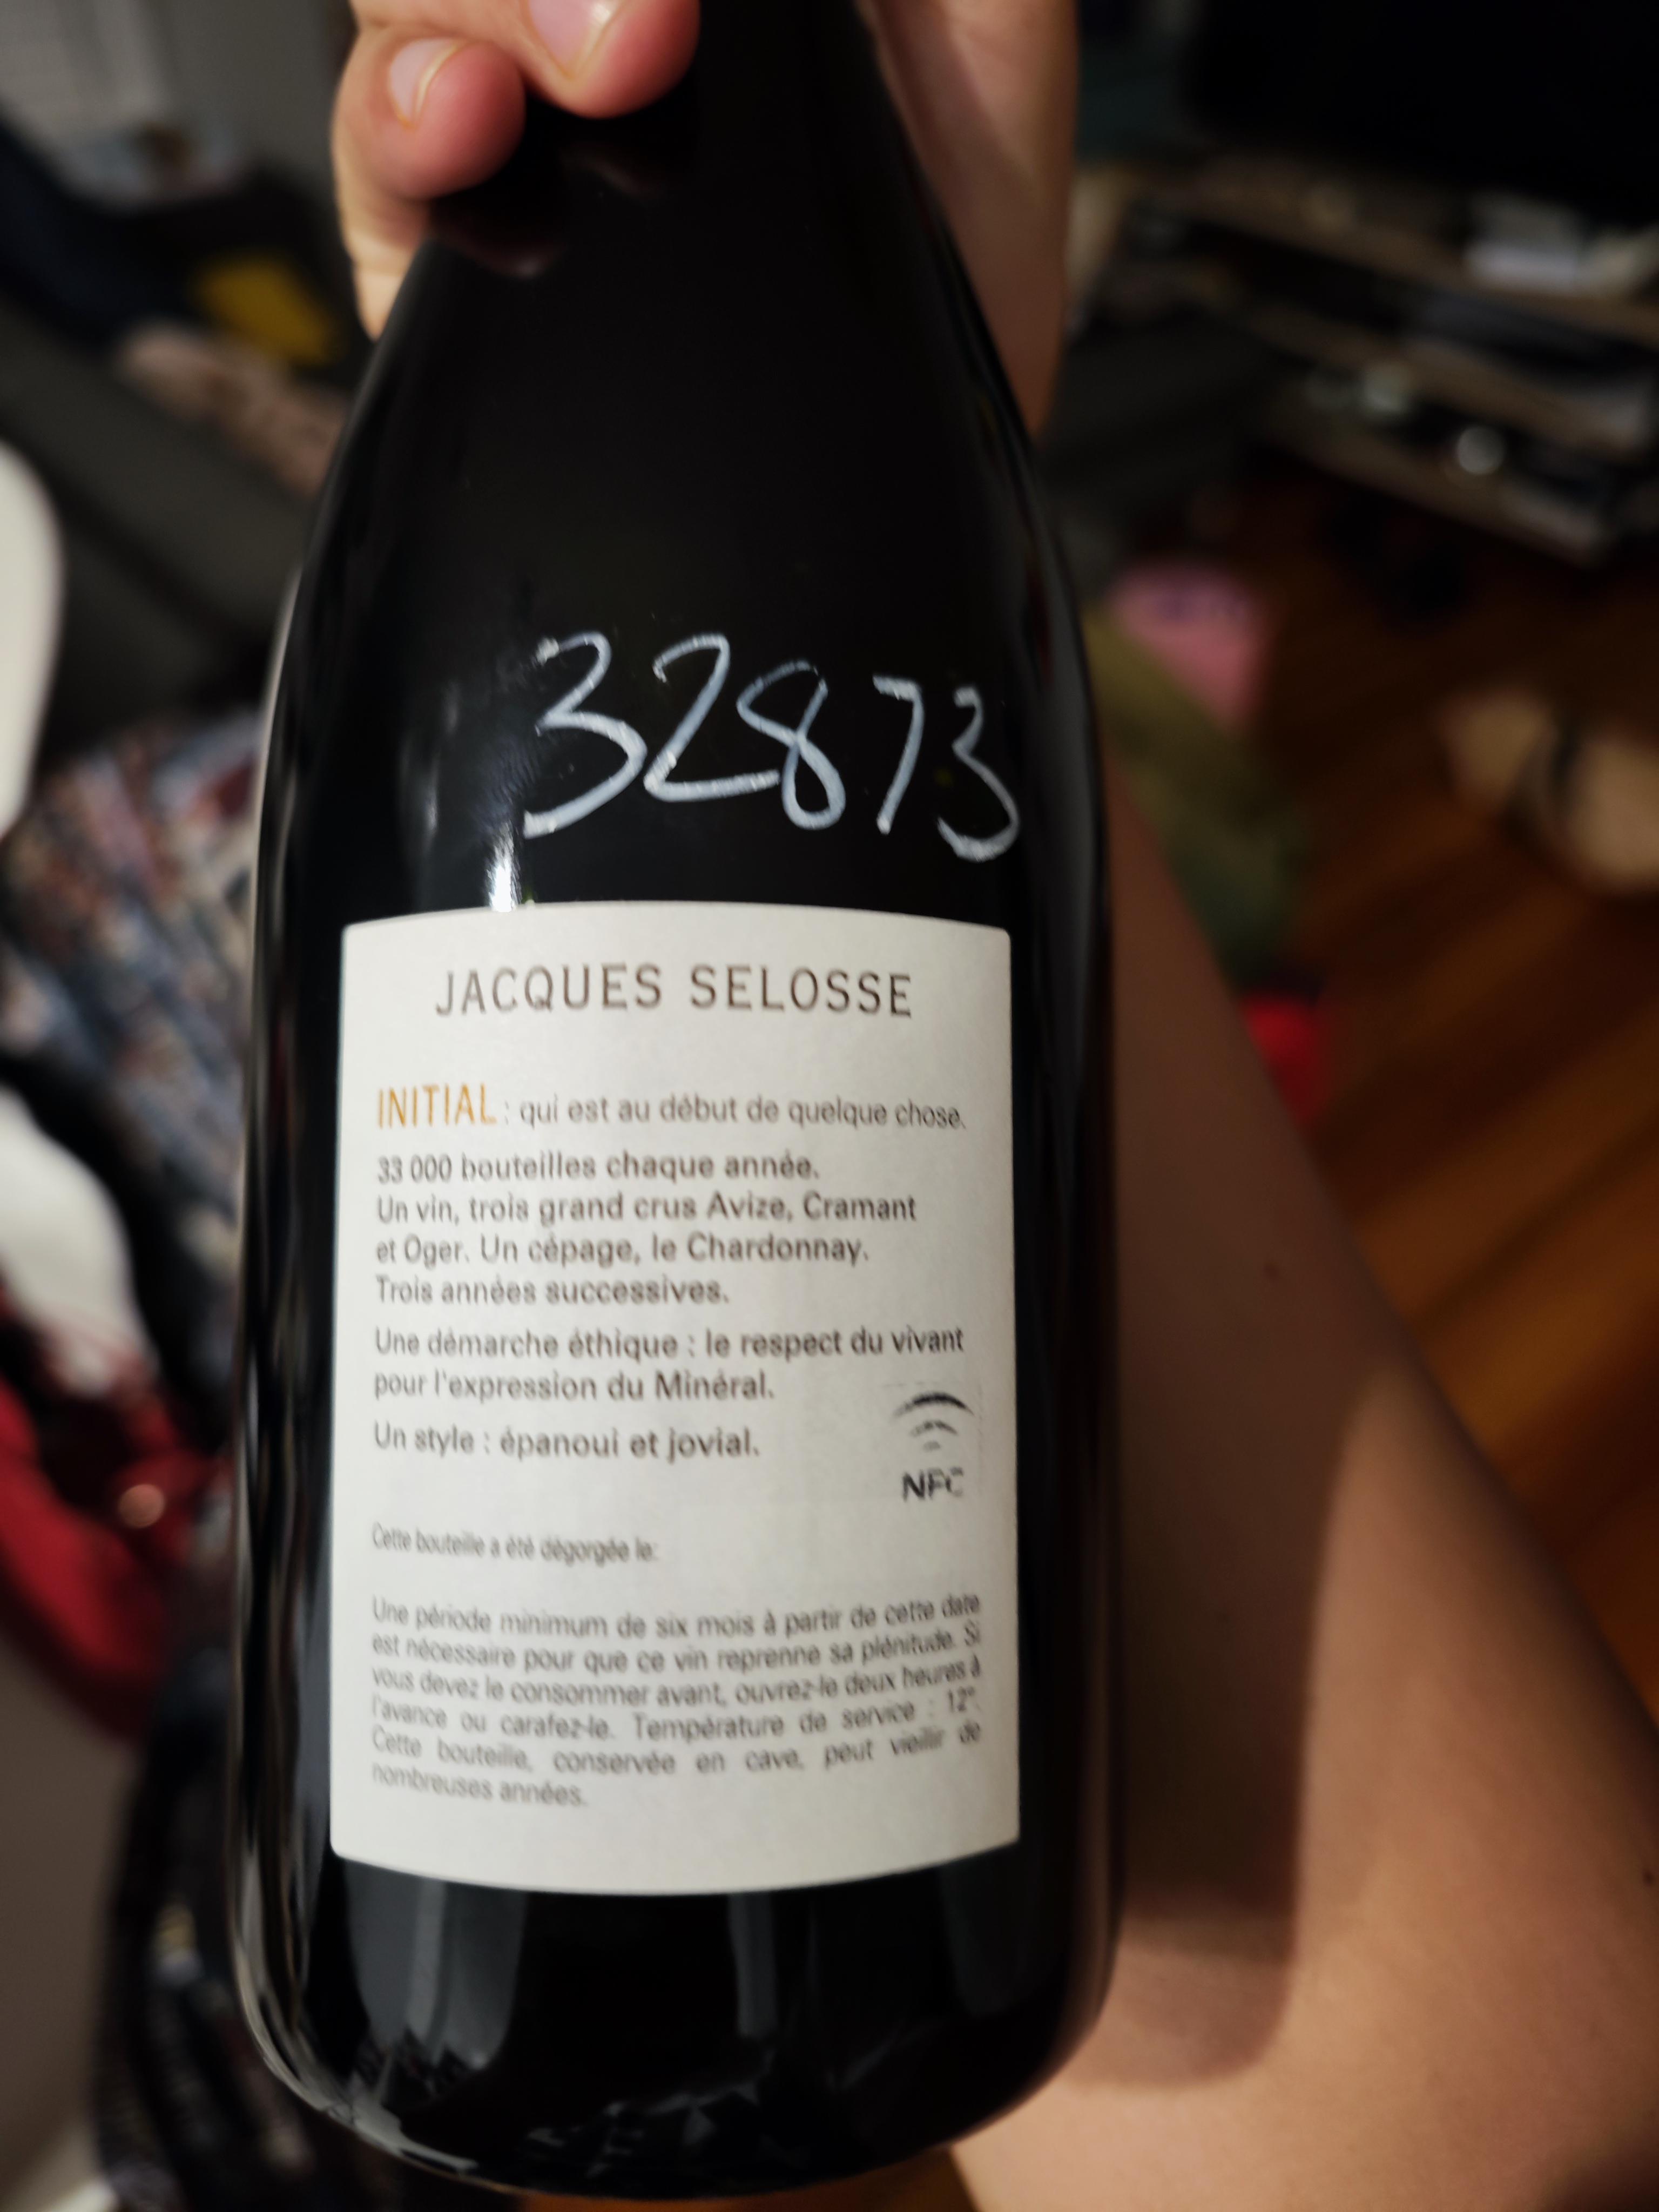 32873
JACQUES SELOSSE
INITIAL : qui est au début de quelque chose.
33 000 bouteilles chaque année.
Un vin, trois grand crus Avize, Cramant
et Oger. Un cépage, le Chardonnay.
Trois années successives.
Une démarche éthique : le respect du vivant
pour l'expression du Minéral.
Un style : épanoui et jovial.
NFC
Cette bouteille a été dégorgée le:
Une période minimum de six mois à partir de cette date
est nécessaire pour que ce vin reprenne sa plénitude. Si
vous devez le consommer avant, ouvrez-le deux heures à
l'avance ou carafez-le. Température de service : 12°.
Cette bouteille, conservée en cave, peut vieillir de
nombreuses années.